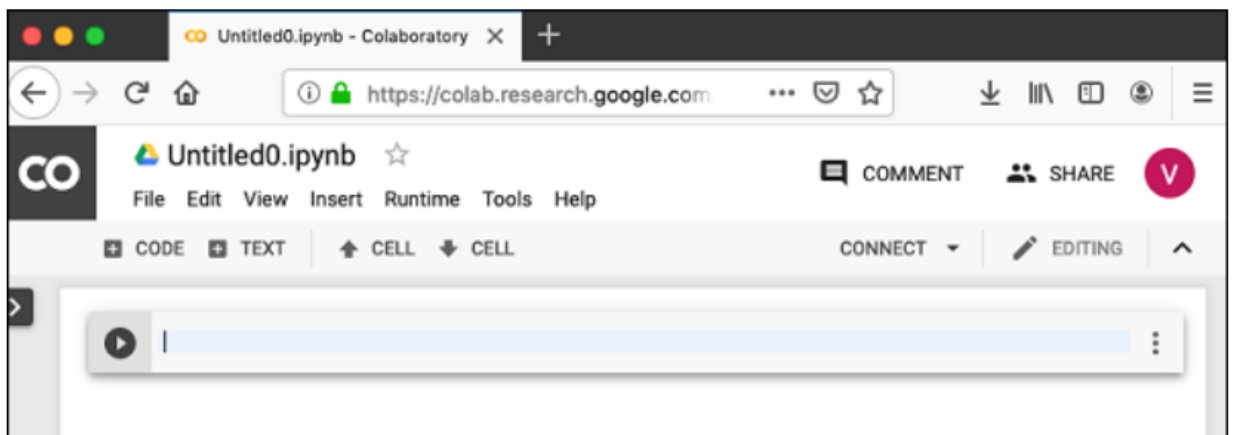 Untitled0.ipynb - Colaboratory
https://colab.research.google.com
CO
Untitled0.ipynb
COMMENT SHARE V
File Edit View Insert Runtime Tools Help
CODE TEXT CELL CELL CONNECT EDITING